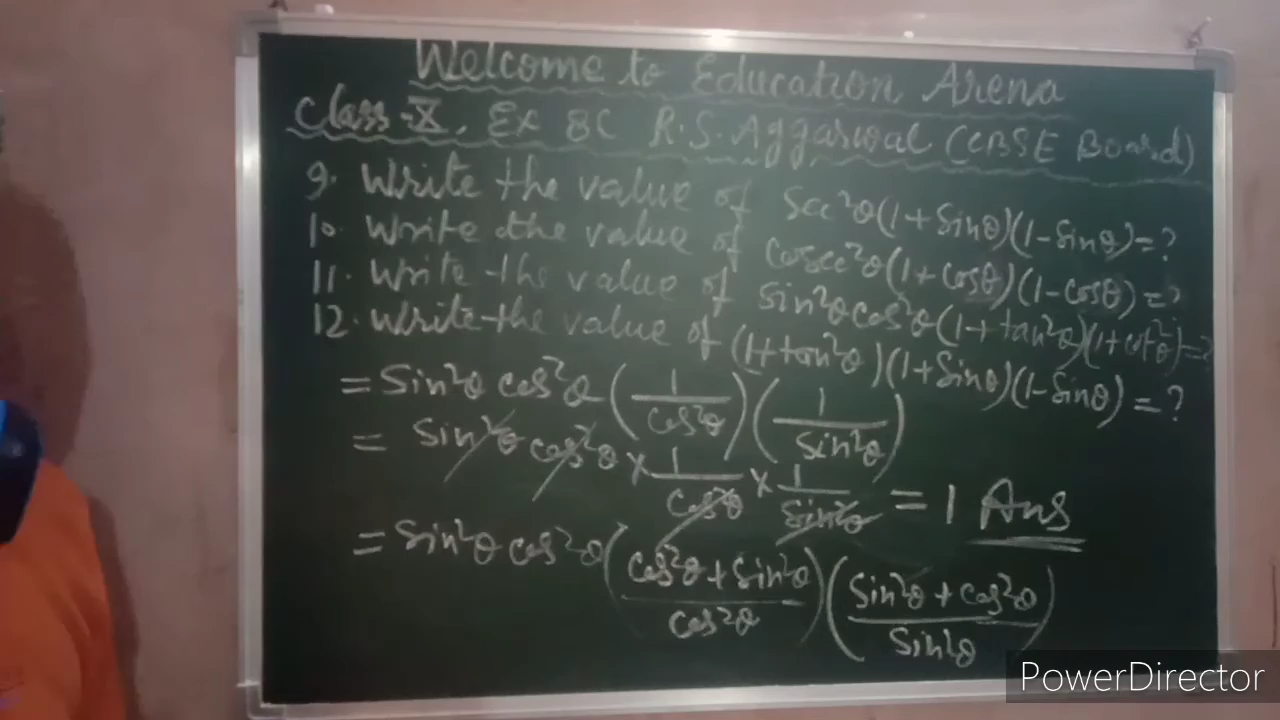 Welcome to Education Arena
Class-X, Ex 8C R.S. Aggarwal (CBSE Board)
9. Write the value of Sec²θ(1+Sinθ)(1-Sinθ)=?
10. Write the value of Cosec²θ(1+Cosθ)(1-Cosθ)=?
11. Write the value of Sin²θCos²θ(1+tan²θ)(1+Cot²θ)=?
12. Write the value of (1+tan²θ)(1+Sinθ)(1-Sinθ)=?
= Sin²θ Cos²θ (1/Cos²θ)(1/Sin²θ)
= Sin²θ Cos²θ × 1/Cos²θ × 1/Sin²θ = 1 Ans
= Sin²θ Cos²θ (Cos²θ + Sin²θ/Cos²θ)(Sin²θ + Cos²θ/Sin²θ)
PowerDirector